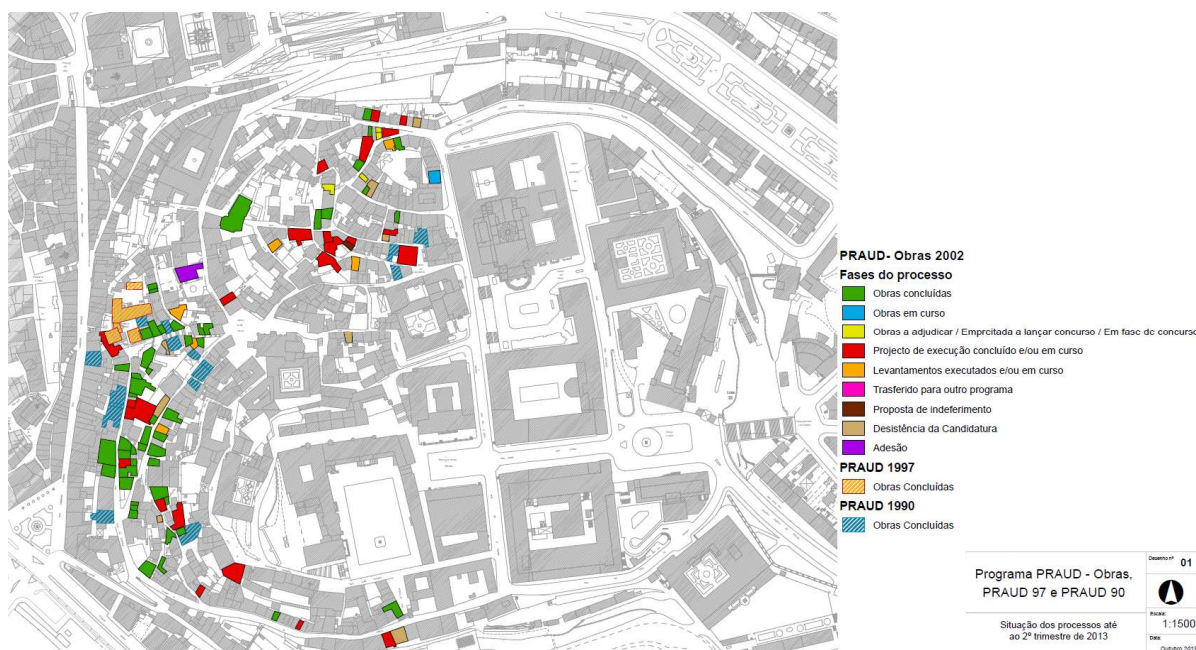 PRAUD- Obras 2002
Fases do processo
Obras concluídas
Obras em curso
Obras a adjudicar / Empreitada a lançar concurso / Em fase de concurso
Projecto de execução concluído e/ou em curso
Levantamentos executados e/ou em curso
Trasferido para outro programa
Proposta de indeferimento
Desistência da Candidatura
Adesão
PRAUD 1997
Obras Concluídas
PRAUD 1990
Obras Concluídas
Programa PRAUD - Obras,
PRAUD 97 e PRAUD 90
Situação dos processos até
ao 2º trimestre de 2013
Desenho nº
01
Escala:
1:1500
Data: